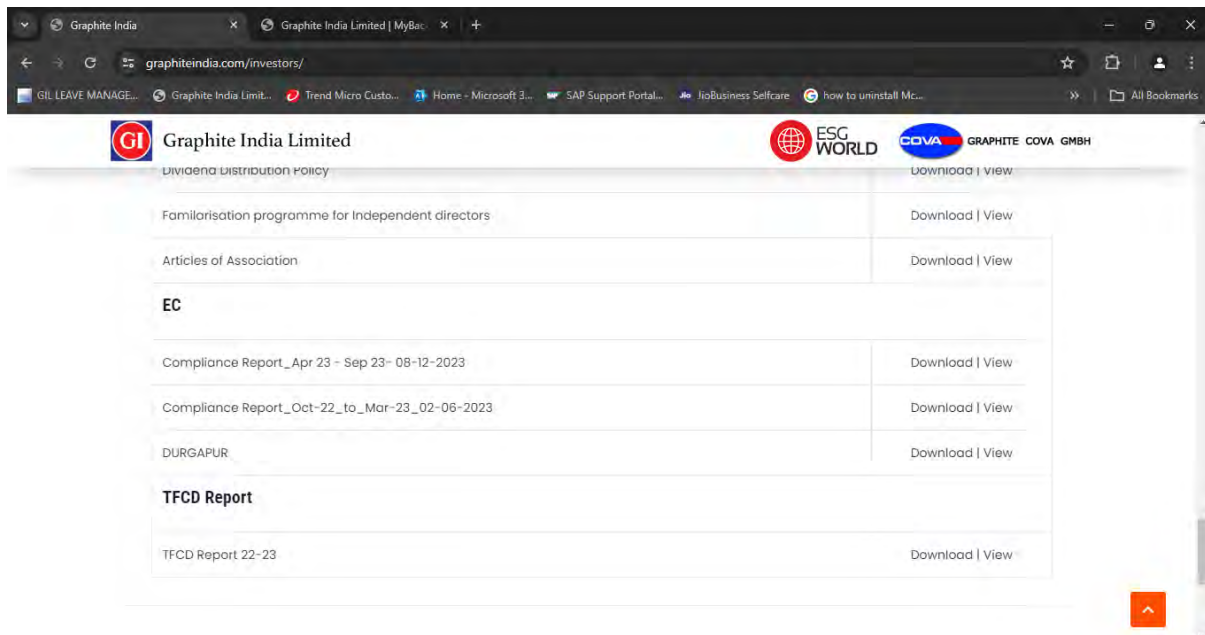 Graphite India
Graphite India Limited | MyBac
graphiteindia.com/investors/
GIL LEAVE MANAGE... Graphite India Limit... Trend Micro Custo... Home - Microsoft 3... SAP Support Portal... Jio JioBusiness Selfcare how to uninstall Mc... » All Bookmarks
GI Graphite India Limited ESG WORLD COVA GRAPHITE COVA GMBH
Dividend Distribution Policy Download | View
Familarisation programme for Independent directors Download | View
Articles of Association Download | View
EC
Compliance Report_Apr 23 - Sep 23- 08-12-2023 Download | View
Compliance Report_Oct-22_to_Mar-23_02-06-2023 Download | View
DURGAPUR Download | View
TFCD Report
TFCD Report 22-23 Download | View